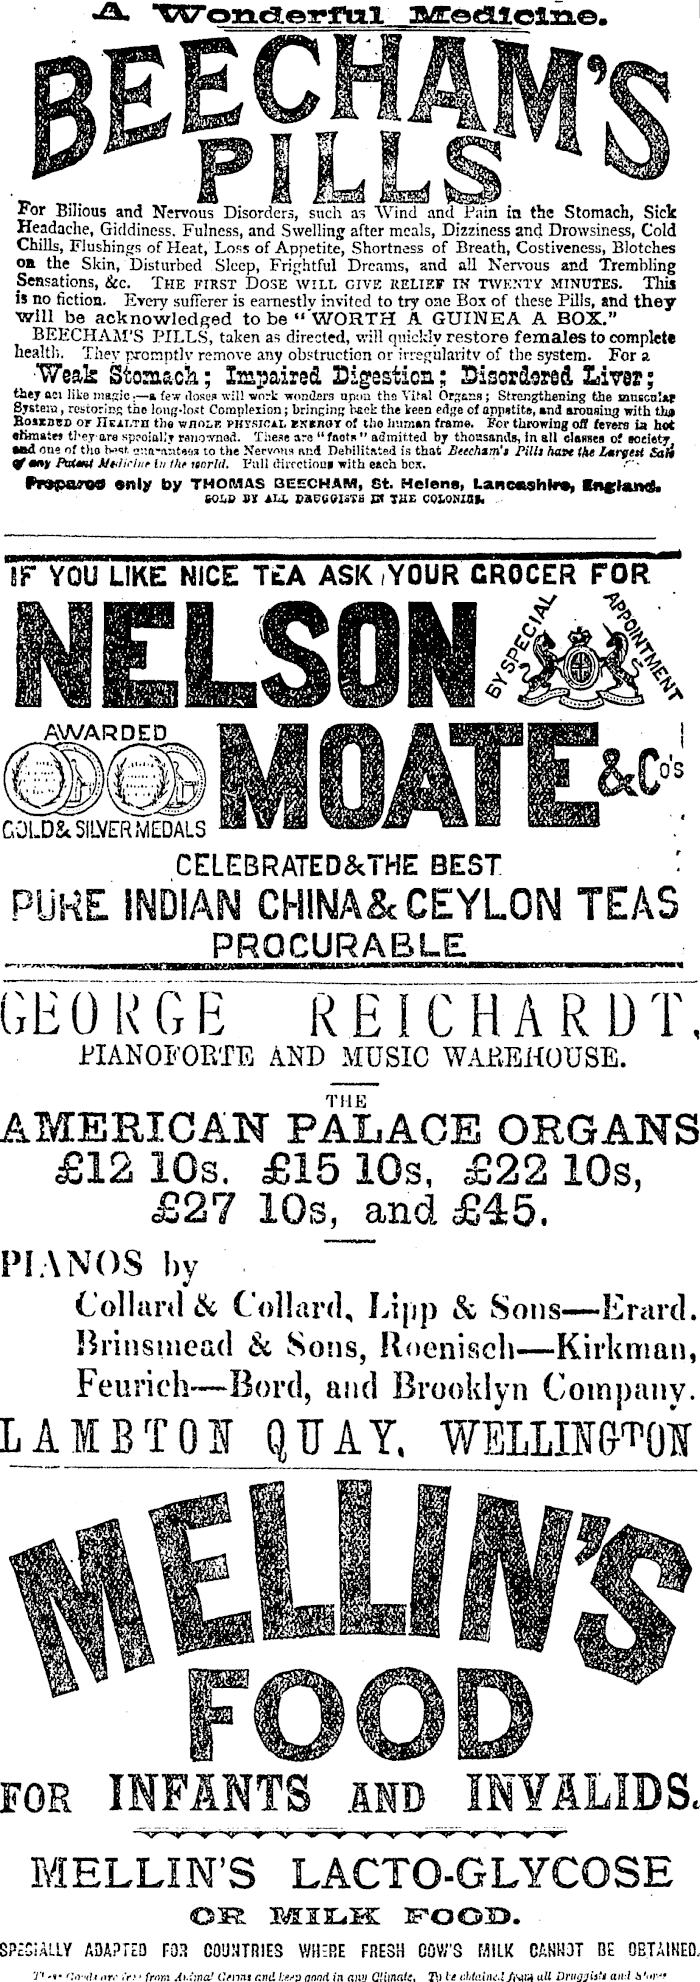 A Wonderful Medicine.
BEECHAM'S
PILLS
For Bilious and Nervous Disorders, such as Wind and Pain in the Stomach, Sick
Headache, Giddiness. Fulness, and Swelling after meals, Dizziness and Drowsiness, Cold
Chills, Flushings of Heat, Loss of Appetite, Shortness of Breath, Costiveness, Blotches
on the Skin, Disturbed Sleep, Frightful Dreams, and all Nervous and Trembling
Sensations, &c. THE FIRST DOSE WILL GIVE RELIEF IN TWENTY MINUTES. This
is no fiction. Every sufferer is earnestly invited to try one Box of these Pills, and they
will be acknowledged to be "WORTH A GUINEA A BOX."
BEECHAM'S PILLS, taken as directed, will quickly restore females to complete
health. They promptly remove any obstruction or irregularity of the system. For a
Weak Stomach; Impaired Digestion; Disordered Liver;
they act like magic:—a few doses will work wonders upon the Vital Organs; Strengthening the muscular
System, restoring the long-lost Complexion; bringing back the keen edge of appetite, and arousing with the
ROSEBUD OF HEALTH the WHOLE PHYSICAL ENERGY of the human frame. For throwing off fevers in hot
climates they are specially renowned. These are "facts" admitted by thousands, in all classes of society,
and one of the best guarantees to the Nervous and Debilitated is that Beecham's Pills have the Largest Sale
of any Patent Medicine in the world. Full directions with each box.
Prepared only by THOMAS BEECHAM, St. Helens, Lancashire, England.
SOLD BY ALL DRUGGISTS IN THE COLONIES.
IF YOU LIKE NICE TEA ASK YOUR GROCER FOR
NELSON
BY SPECIAL APPOINTMENT
AWARDED
MOATE & Co's
GOLD & SILVER MEDALS
CELEBRATED & THE BEST
PURE INDIAN CHINA & CEYLON TEAS
PROCURABLE
GEORGE REICHARDT,
PIANOFORTE AND MUSIC WAREHOUSE.
THE
AMERICAN PALACE ORGANS
£12 10s. £15 10s, £22 10s,
£27 10s, and £45.
PIANOS by
Collard & Collard, Lipp & Sons—Erard.
Brinsmead & Sons, Roenisch—Kirkman,
Feurich—Bord, and Brooklyn Company.
LAMBTON QUAY, WELLINGTON
MELLIN'S
FOOD
FOR INFANTS AND INVALIDS.
MELLIN'S LACTO-GLYCOSE
OR MILK FOOD.
SPECIALLY ADAPTED FOR COUNTRIES WHERE FRESH COW'S MILK CANNOT BE OBTAINED.
These Goods are free from Animal Germs and keep good in any Climate. To be obtained from all Druggists and Stores